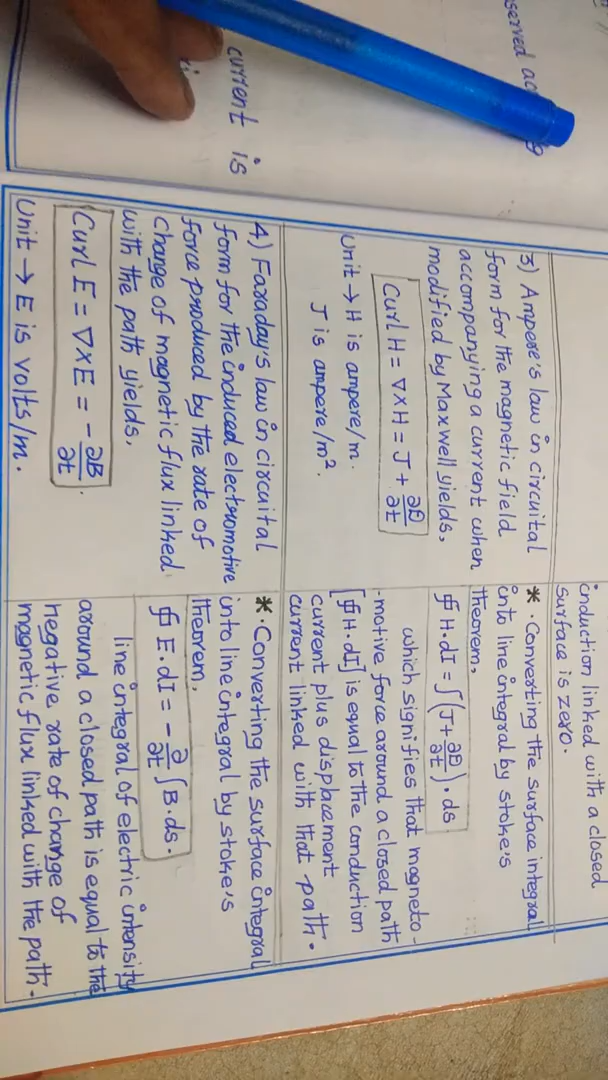 served ac
current is
induction linked with a closed
surface is zero.
3) Ampere's law in circuital
form for the magnetic field
accompanying a current when
modified by Maxwell yields,
Curl H = ∇×H = J + ∂D/∂t
Unit → H is ampere/m.
J is ampere/m².
*. Converting the surface integral
into line integral by stoke's
theorem,
∮ H.dI = ∫(J+∂D/∂t).ds
which signifies that magneto-
-motive force around a closed path
[∮H.dI] is equal to the conduction
current plus displacement
current linked with that path.
4) Faraday's law in circuital
form for the induced electromotive
force produced by the rate of
change of magnetic flux linked
with the path yields,
Curl E = ∇×E = -∂B/∂t.
Unit → E is volts/m.
*. Converting the surface integral
into line integral by stoke's
theorem,
∮ E.dI = -∂/∂t ∫B.ds.
line integral of electric intensity
around a closed path is equal to the
negative rate of change of
magnetic flux linked with the path.